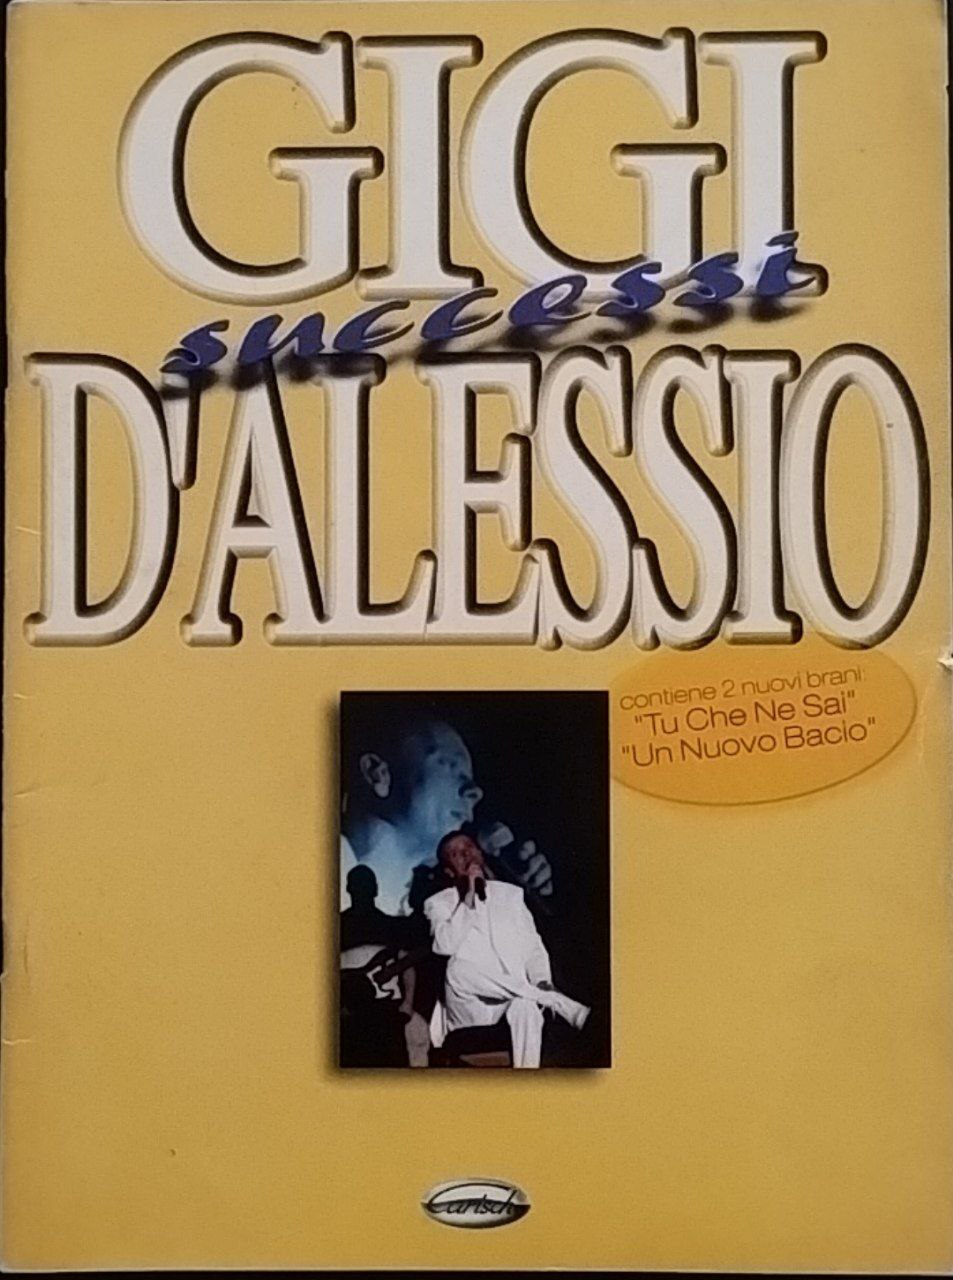 GIGI
successi
D'ALESSIO
contiene 2 nuovi brani:
"Tu Che Ne Sai"
"Un Nuovo Bacio"
Carisch